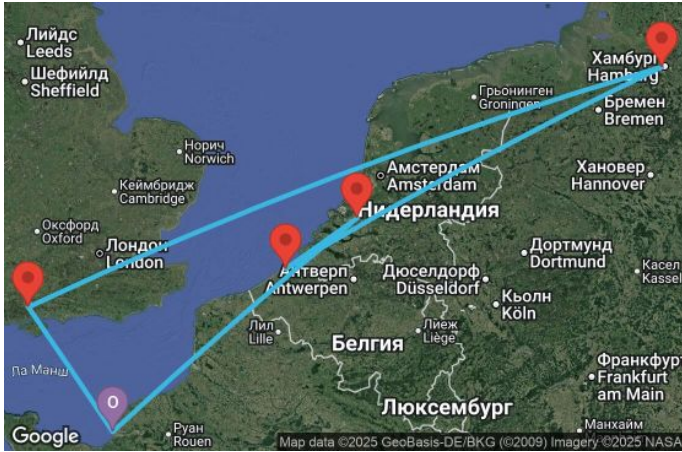 Лийдс
Leeds
Шефийлд
Sheffield
Хамбург
Hamburg
Грьонинген
Groningen
Бремен
Bremen
Норич
Norwich
Амстердам
Amsterdam
Хановер
Hannover
Кеймбридж
Cambridge
Нидерландия
Оксфорд
Oxford
Лондон
London
Дортмунд
Dortmund
Антверп
Antwerpen
Дюселдорф
Düsseldorf
Касел
Kassel
Кьолн
Köln
Лил
Lille
Белгия
Лиеж
Liège
Ла Манш
Франкфурт
Frankfurt
am Main
Люксембург
O
Руан
Rouen
Манхайм
Google
Map data ©2025 GeoBasis-DE/BKG (©2009) Imagery ©2025 NASA